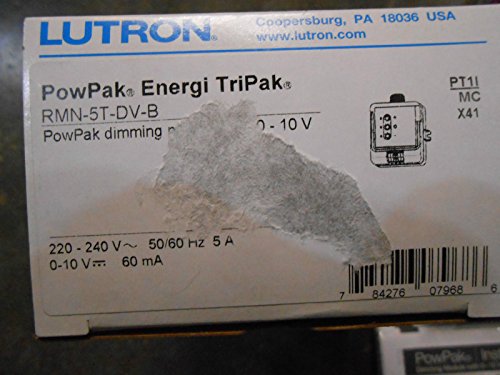 LUTRON®
Coopersburg, PA 18036 USA
www.lutron.com
PowPak® Energi TriPak®
RMN-5T-DV-B
PowPak dimming 0 - 10 V
PT1I
MC
X41
220 - 240 V~ 50/60 Hz 5 A
0-10 V⎓ 60 mA
7 84276 07968 6
PowPak®